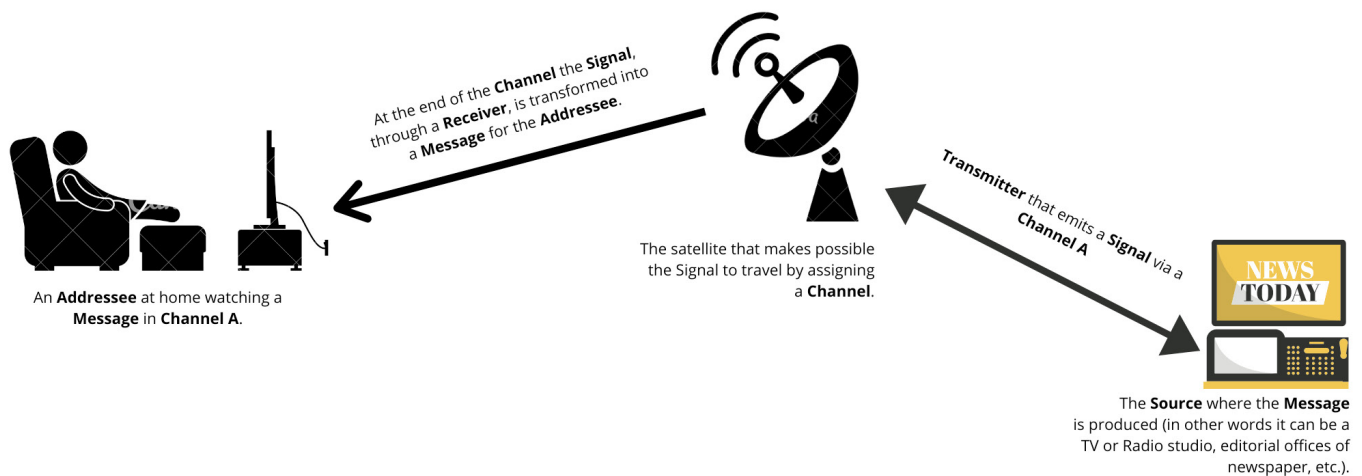 At the end of the Channel the Signal,
through a Receiver, is transformed into
a Message for the Addressee.
An Addressee at home watching a
Message in Channel A.
The satellite that makes possible
the Signal to travel by assigning
a Channel.
Transmitter that emits a Signal via a
Channel A
NEWS
TODAY
The Source where the Message
is produced (in other words it can be a
TV or Radio studio, editorial offices of
newspaper, etc.).